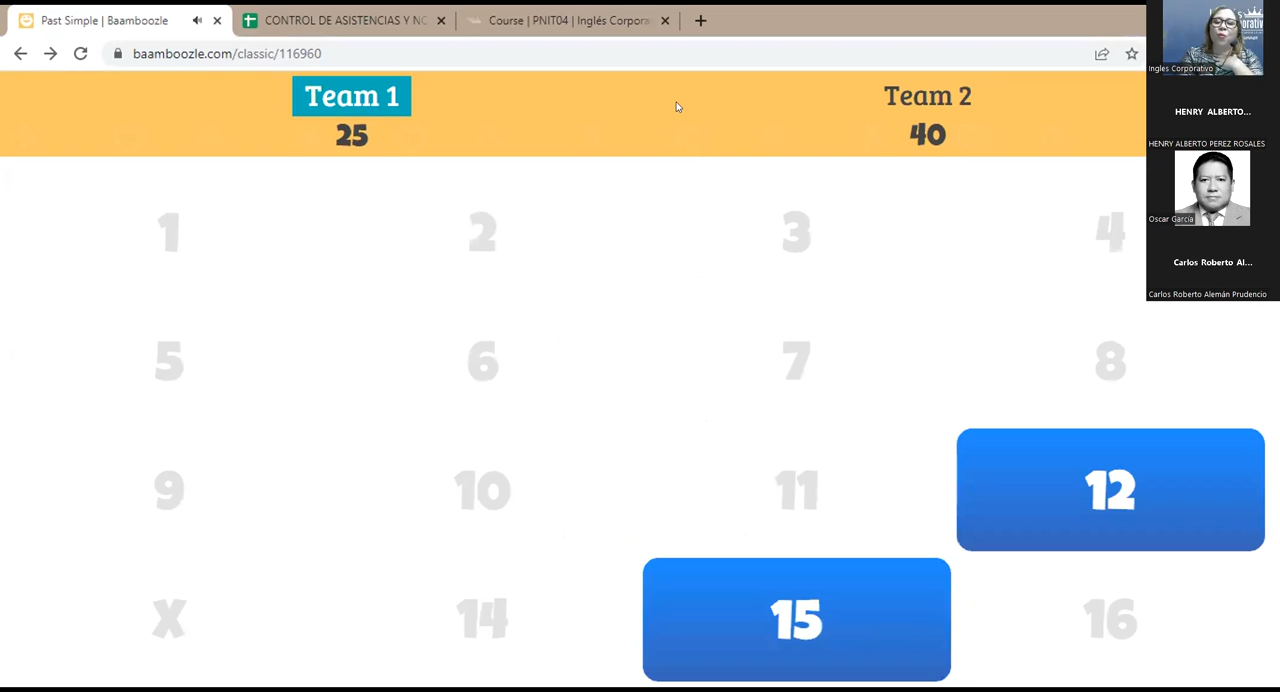 Past Simple | Baamboozle
CONTROL DE ASISTENCIAS Y NO
Course | PNIT04 | Inglés Corpora
baamboozle.com/classic/116960
Team 1
25
Team 2
40
1
2
3
4
5
6
7
8
9
10
11
12
X
14
15
16
Ingles Corporativo
HENRY ALBERTO...
HENRY ALBERTO PEREZ ROSALES
Oscar García
Carlos Roberto Al...
Carlos Roberto Alemán Prudencio